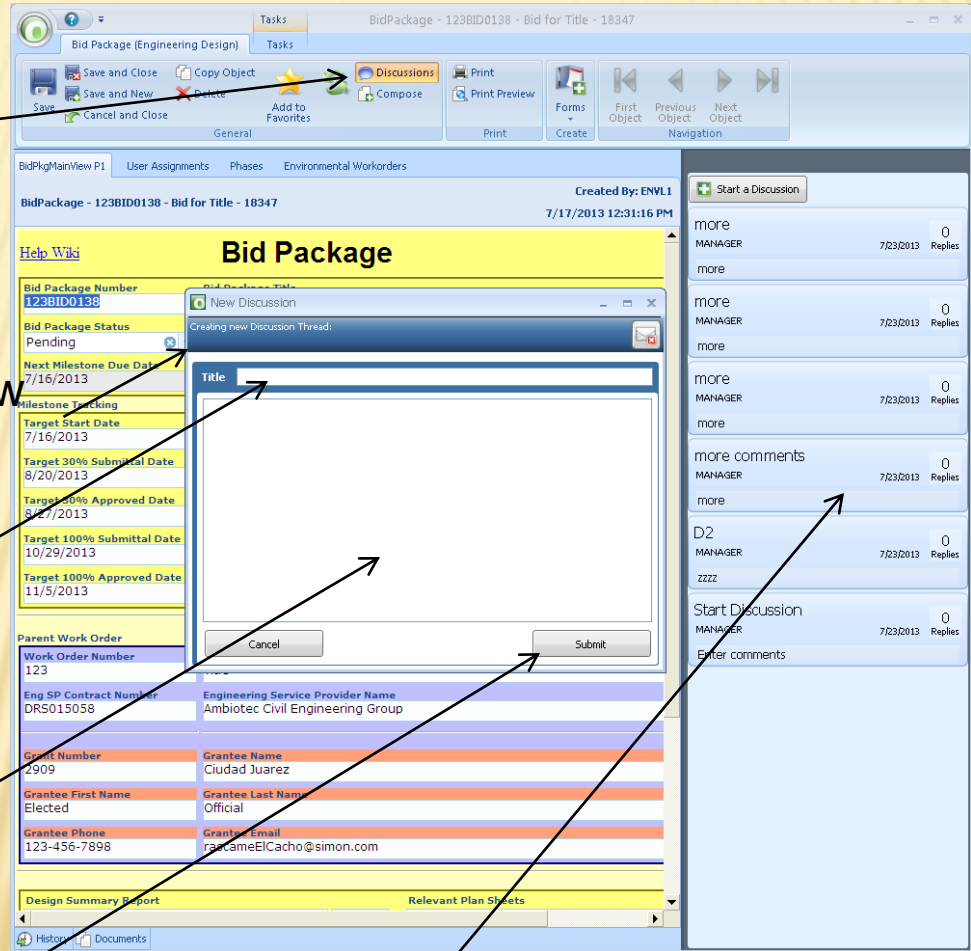 Tasks
BidPackage - 123BID0138 - Bid for Title - 18347
Bid Package (Engineering Design)
Tasks
Save
Save and Close
Save and New
Cancel and Close
Copy Object
Delete
Add to Favorites
Discussions
Compose
General
Print
Print Preview
Print
Forms
Create
First Object
Previous Object
Next Object
Navigation
BidPkgMainView P1
User Assignments
Phases
Environmental Workorders
BidPackage - 123BID0138 - Bid for Title - 18347
Created By: ENVL1
7/17/2013 12:31:16 PM
Help Wiki
Bid Package
Bid Package Number
Bid Package Title
123BID0138
Bid Package Status
Pending
Next Milestone Due Date
7/16/2013
w
Milestone Tracking
Target Start Date
7/16/2013
Target 30% Submittal Date
8/20/2013
Target 30% Approved Date
8/27/2013
Target 100% Submittal Date
10/29/2013
Target 100% Approved Date
11/5/2013
New Discussion
Creating new Discussion Thread:
Title
Cancel
Submit
Parent Work Order
Work Order Number
123
Eng SP Contract Number
Engineering Service Provider Name
DRS015058
Ambiotec Civil Engineering Group
Grant Number
Grantee Name
2909
Ciudad Juarez
Grantee First Name
Grantee Last Name
Elected
Official
Grantee Phone
Grantee Email
123-456-7898
rascameElCacho@simon.com
Design Summary Report
Relevant Plan Sheets
History
Documents
Start a Discussion
more
MANAGER
7/23/2013
0 Replies
more
more
MANAGER
7/23/2013
0 Replies
more
more
MANAGER
7/23/2013
0 Replies
more
more comments
MANAGER
7/23/2013
0 Replies
more
D2
MANAGER
7/23/2013
0 Replies
zzzz
Start Discussion
MANAGER
7/23/2013
0 Replies
Enter comments